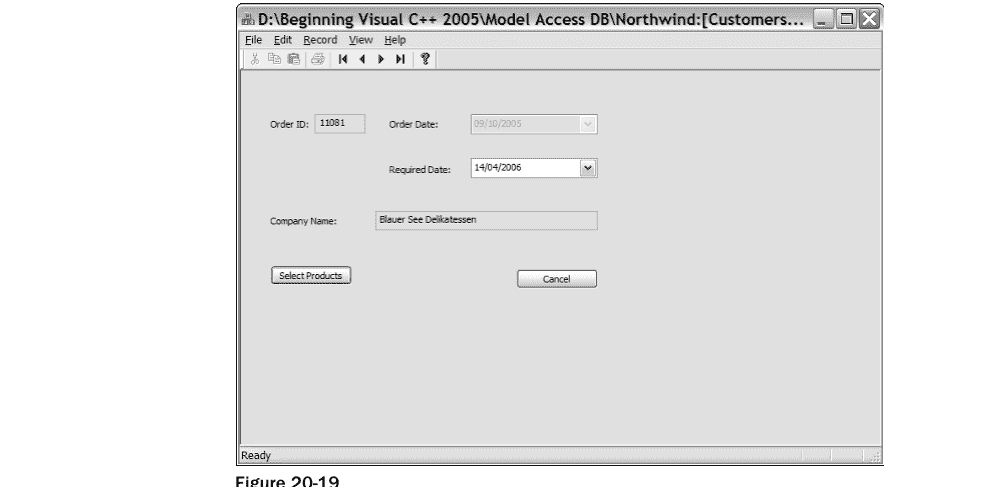 D:\Beginning Visual C++ 2005\Model Access DB\Northwind:[Customers...
File Edit Record View Help
Order ID: 11081 Order Date: 09/10/2005
Required Date: 14/04/2006
Company Name: Blauer See Delikatessen
Select Products Cancel
Ready
Figure 20-19